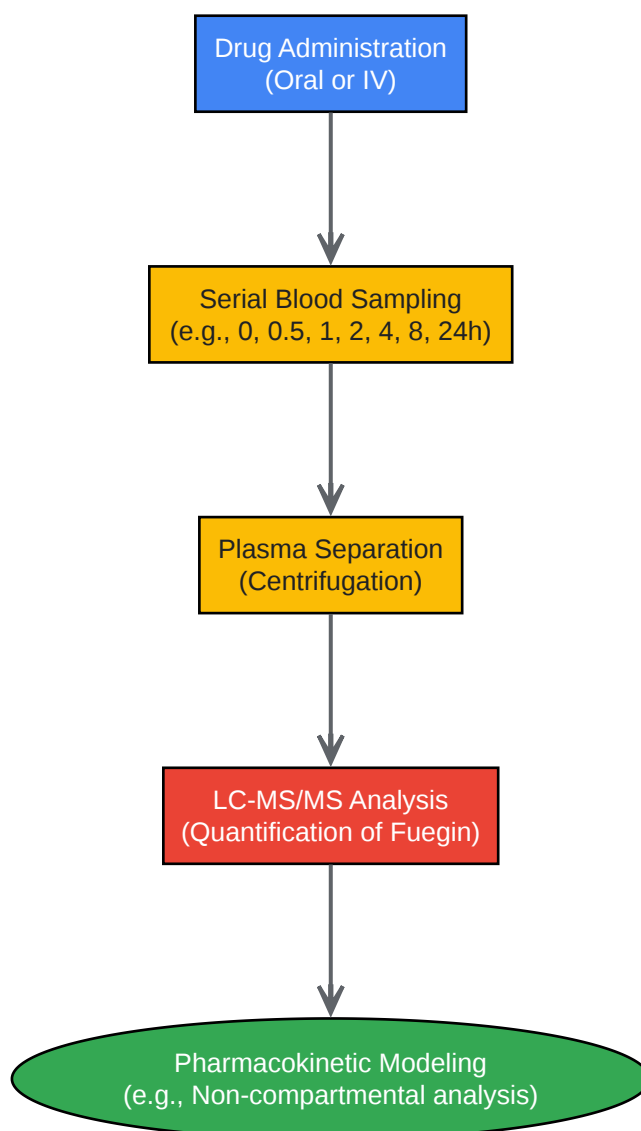 Drug Administration
(Oral or IV)
Serial Blood Sampling
(e.g., 0, 0.5, 1, 2, 4, 8, 24h)
Plasma Separation
(Centrifugation)
LC-MS/MS Analysis
(Quantification of Fuegin)
Pharmacokinetic Modeling
(e.g., Non-compartmental analysis)